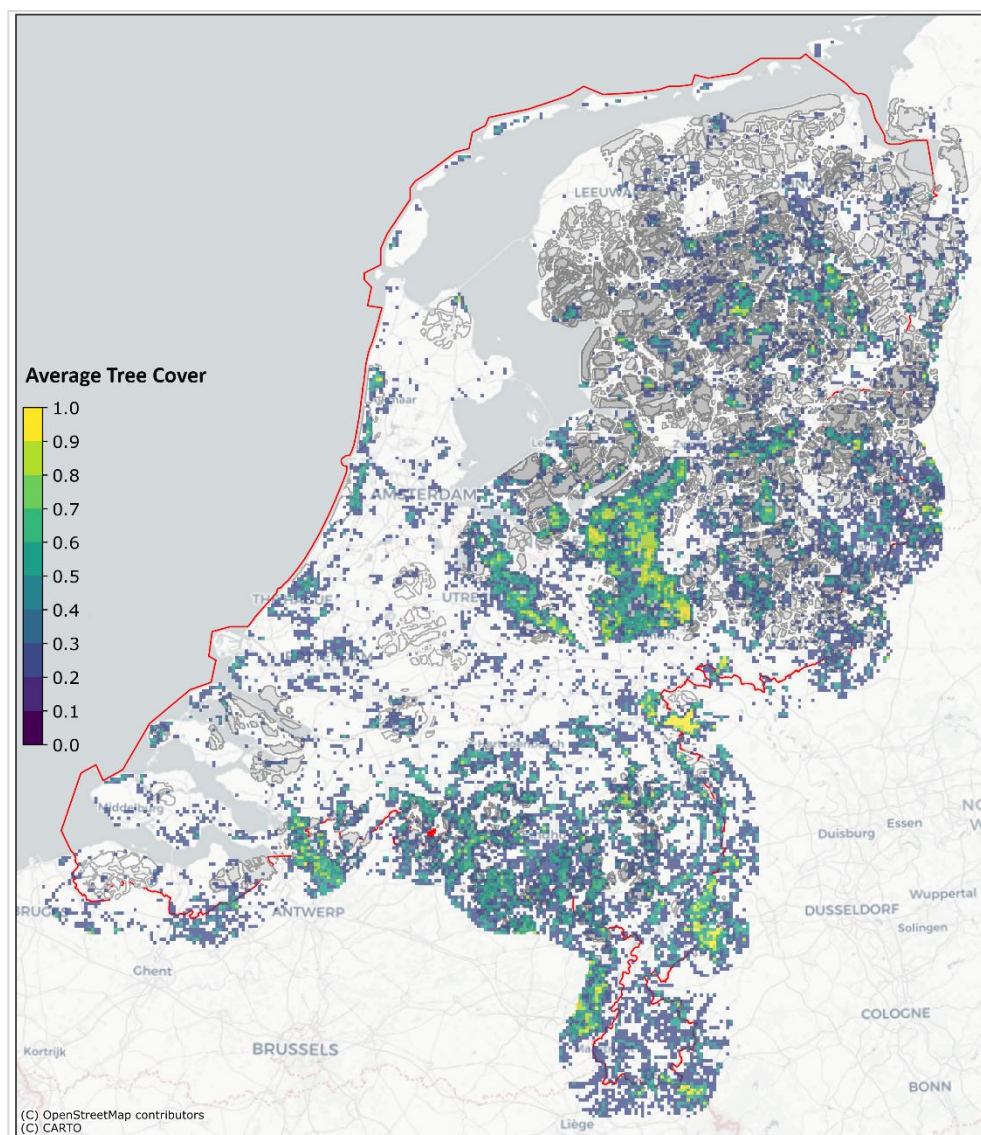 LEEUWA
Average Tree Cover
1.0
0.9
0.8
0.7
0.6
0.5
0.4
0.3
0.2
0.1
0.0
AMSTERDAM
UTRE
Middelburg
Duisburg
Essen
Wuppertal
BRUGES
ANTWERP
DUSSELDORF
Solingen
Ghent
COLOGNE
Kortrijk
BRUSSELS
BONN
(C) OpenStreetMap contributors
(C) CARTO
Liège